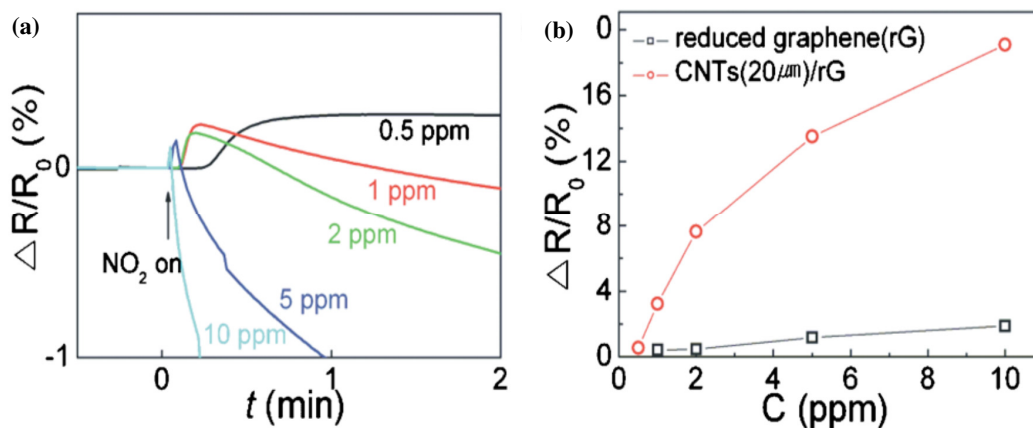 (a)
△R/R₀ (%)
0
-1
NO₂ on
0.5 ppm
1 ppm
2 ppm
5 ppm
10 ppm
0
1
2
t (min)
(b)
△R/R₀ (%)
0
16
12
8
4
0
reduced graphene(rG)
CNTs(20㎛)/rG
0
2
4
6
8
10
C (ppm)